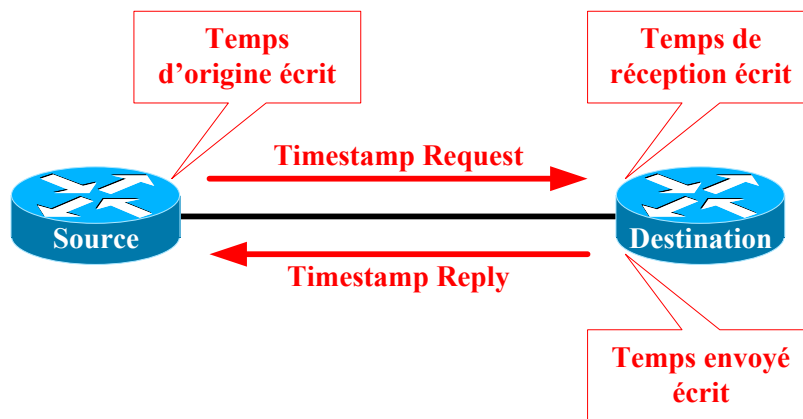 Temps
d'origine écrit
Temps de
réception écrit
Timestamp Request
Source
Destination
Timestamp Reply
Temps envoyé
écrit